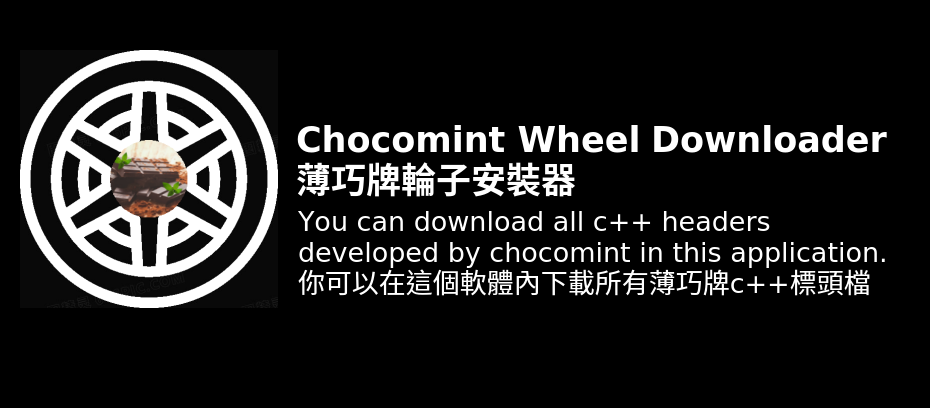 Chocomint Wheel Downloader
薄巧牌輪子安裝器
You can download all c++ headers
developed by chocomint in this application.
你可以在這個軟體內下載所有薄巧牌c++標頭檔